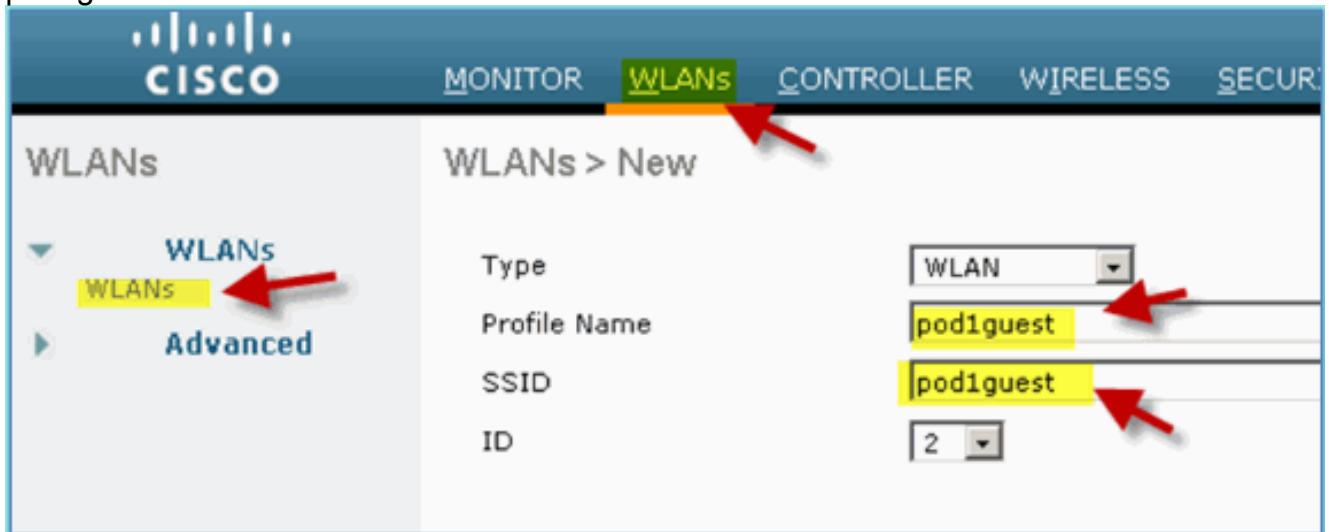 CISCO
MONITOR WLANs CONTROLLER WIRELESS SECURI
WLANs
WLANs > New
WLANs
WLANs
Advanced
Type WLAN
Profile Name pod1guest
SSID pod1guest
ID 2